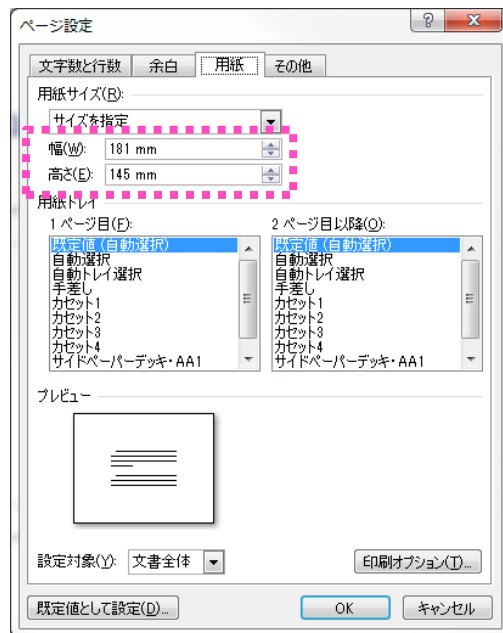 ページ設定
文字数と行数 余白 用紙 その他
用紙サイズ(R):
サイズを指定
幅(W): 181 mm
高さ(E): 145 mm
用紙トレイ
1 ページ目(F): 2 ページ目以降(O):
既定値 (自動選択) 既定値 (自動選択)
自動選択 自動選択
自動トレイ選択 自動トレイ選択
手差し 手差し
カセット1 カセット1
カセット2 カセット2
カセット3 カセット3
カセット4 カセット4
サイドペーパーデッキ・AA1 サイドペーパーデッキ・AA1
プレビュー
設定対象(Y): 文書全体 印刷オプション(T)...
既定値として設定(D)... OK キャンセル